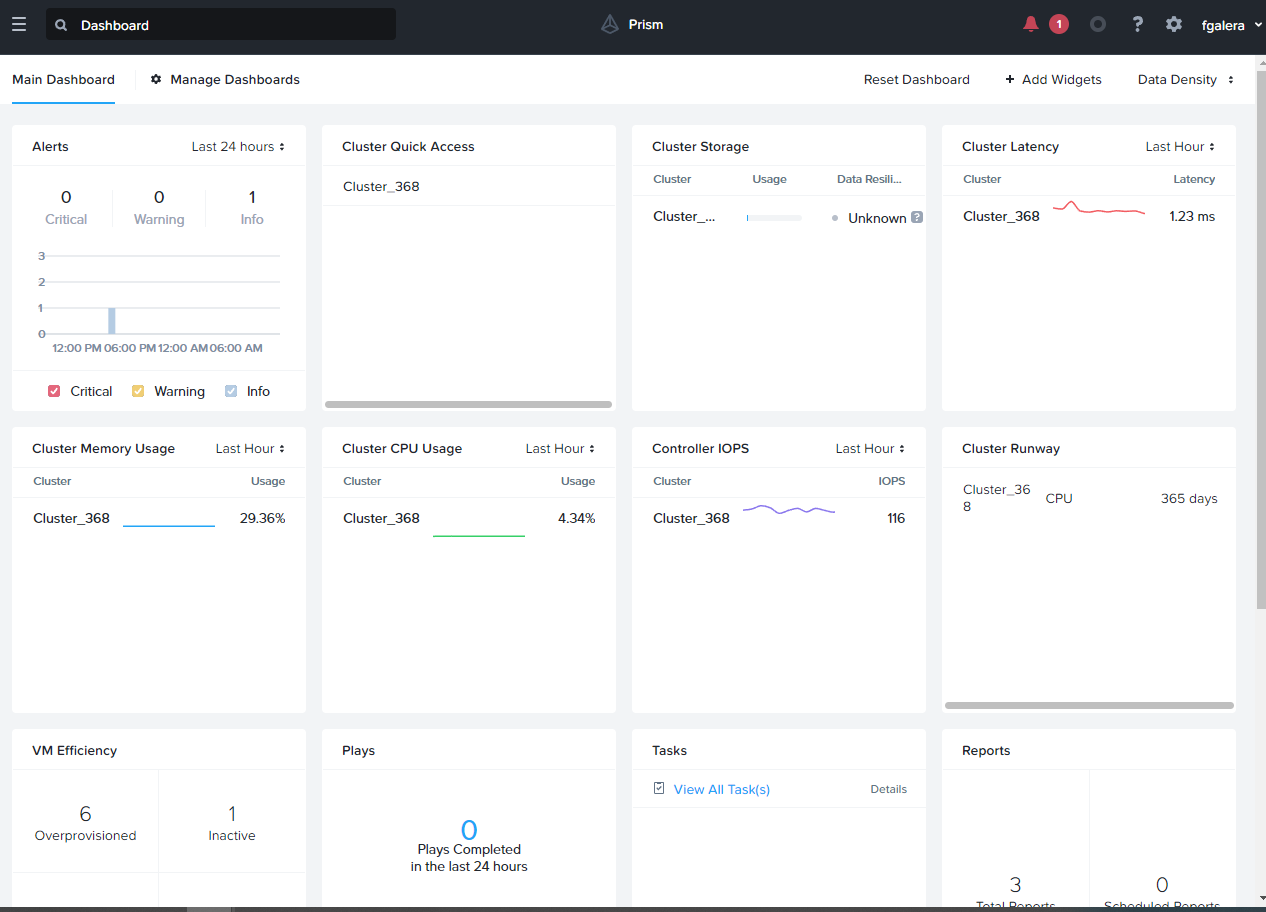 Dashboard
Prism
1
?
fgalera
Main Dashboard
Manage Dashboards
Reset Dashboard
+ Add Widgets
Data Density
Alerts
Last 24 hours
0
Critical
0
Warning
1
Info
3
2
1
0
12:00 PM 06:00 PM 12:00 AM 06:00 AM
Critical
Warning
Info
Cluster Quick Access
Cluster_368
Cluster Storage
Cluster Usage Data Resili...
Cluster_... Unknown ?
Cluster Latency
Last Hour
Cluster Latency
Cluster_368 1.23 ms
Cluster Memory Usage
Last Hour
Cluster Usage
Cluster_368 29.36%
Cluster CPU Usage
Last Hour
Cluster Usage
Cluster_368 4.34%
Controller IOPS
Last Hour
Cluster IOPS
Cluster_368 116
Cluster Runway
Cluster_36
8
CPU
365 days
VM Efficiency
6
Overprovisioned
1
Inactive
Plays
0
Plays Completed
in the last 24 hours
Tasks
View All Task(s)
Details
Reports
3
Total Reports
0
Scheduled Reports